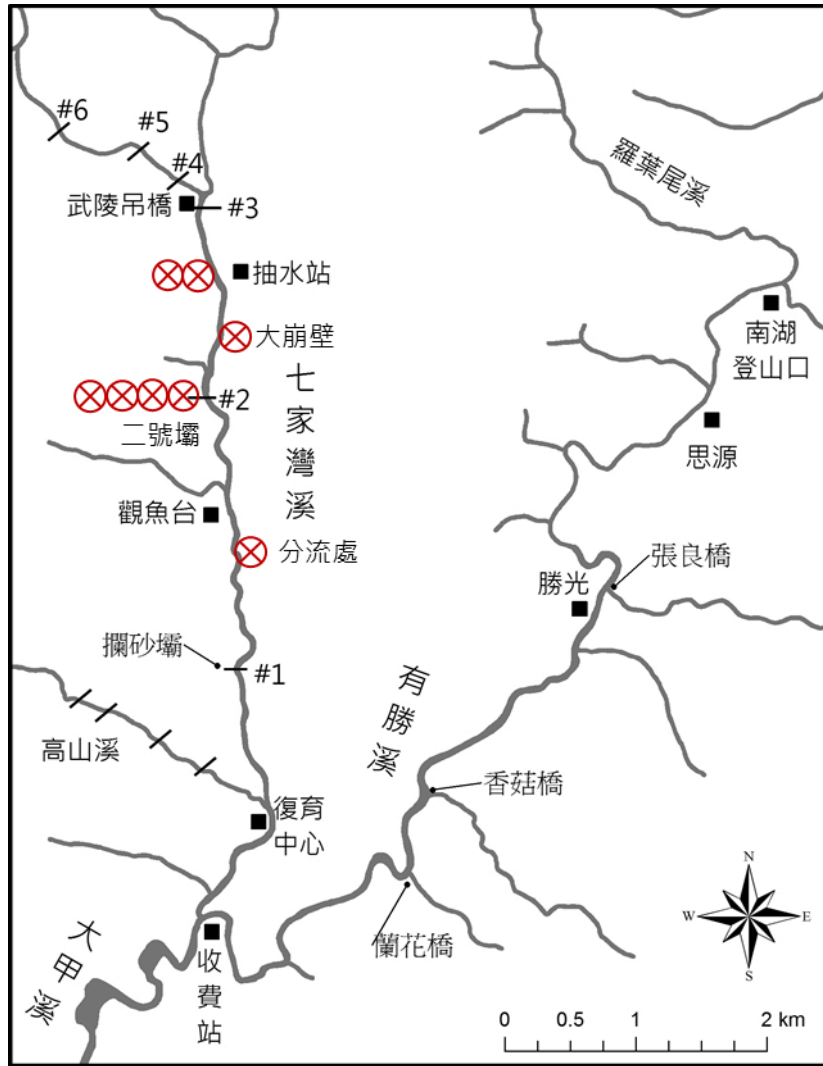 #6
#5
#4
武陵吊橋
#3
羅葉尾溪
抽水站
大崩壁
南湖
登山口
七家灣溪
#2
二號壩
思源
觀魚台
分流處
張良橋
勝光
攔砂壩
#1
有勝溪
高山溪
香菇橋
復育
中心
蘭花橋
N
W
E
S
大甲溪
收費站
0 0.5 1 2 km